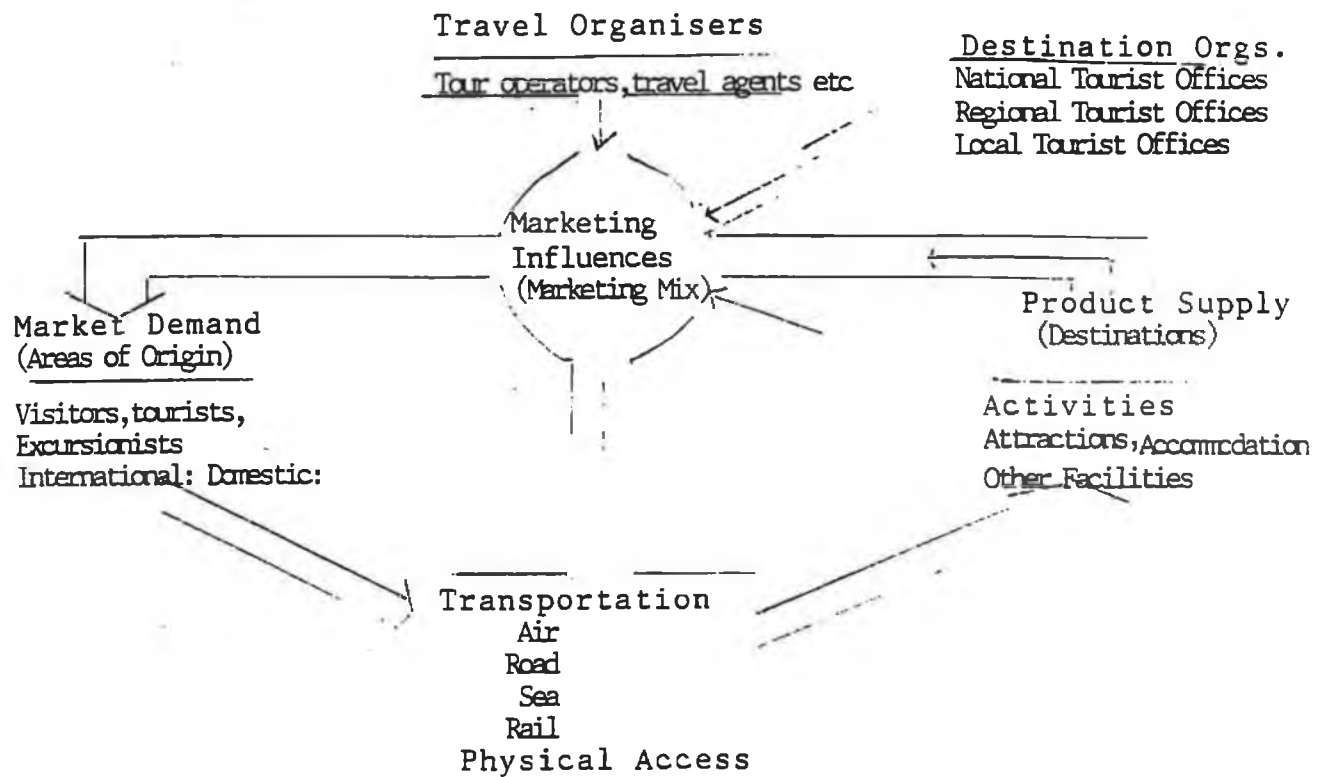 Travel Organisers
Tour operators, travel agents etc
Destination Orgs.
National Tourist Offices
Regional Tourist Offices
Local Tourist Offices
Marketing
Influences
(Marketing Mix)
Market Demand
(Areas of Origin)
Visitors, tourists,
Excursionists
International: Domestic:
Product Supply
(Destinations)
Activities
Attractions, Accommodation
Other Facilities
Transportation
Air
Road
Sea
Rail
Physical Access